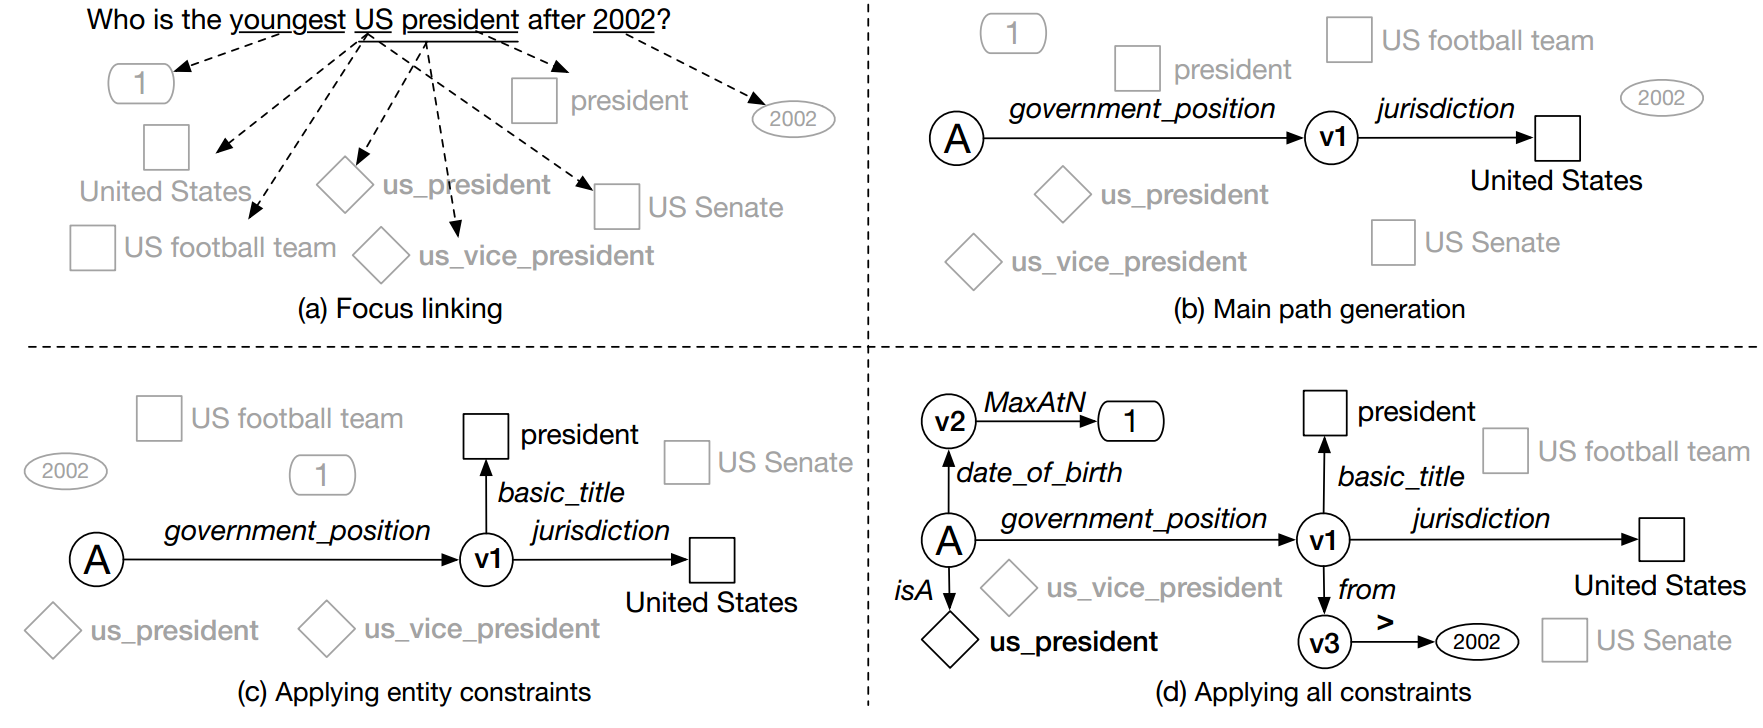 Who is the youngest US president after 2002?
1
president
2002
United States
us_president
US Senate
US football team
us_vice_president
(a) Focus linking
1
US football team
president
2002
government_position
jurisdiction
A
v1
United States
us_president
US Senate
us_vice_president
(b) Main path generation
US football team
president
2002
1
US Senate
basic_title
government_position
jurisdiction
A
v1
United States
us_president
us_vice_president
(c) Applying entity constraints
v2
MaxAtN
1
president
US football team
date_of_birth
basic_title
A
government_position
v1
jurisdiction
isA
us_vice_president
from
United States
us_president
v3
>
2002
US Senate
(d) Applying all constraints